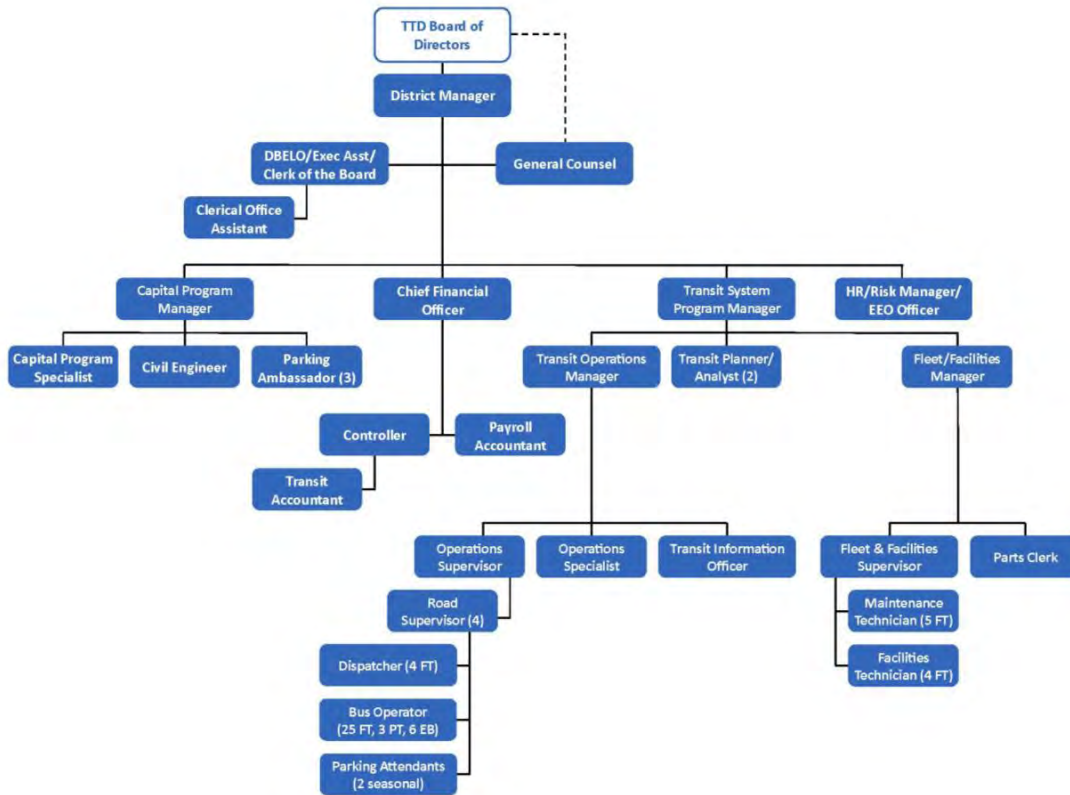 TTD Board of
Directors
District Manager
DBELO/Exec Asst/
Clerk of the Board
General Counsel
Clerical Office
Assistant
Capital Program
Manager
Chief Financial
Officer
Transit System
Program Manager
HR/Risk Manager/
EEO Officer
Capital Program
Specialist
Civil Engineer
Parking
Ambassador (3)
Transit Operations
Manager
Transit Planner/
Analyst (2)
Fleet/Facilities
Manager
Controller
Payroll
Accountant
Transit
Accountant
Operations
Supervisor
Operations
Specialist
Transit Information
Officer
Fleet & Facilities
Supervisor
Parts Clerk
Road
Supervisor (4)
Maintenance
Technician (5 FT)
Dispatcher (4 FT)
Facilities
Technician (4 FT)
Bus Operator
(25 FT, 3 PT, 6 EB)
Parking Attendants
(2 seasonal)